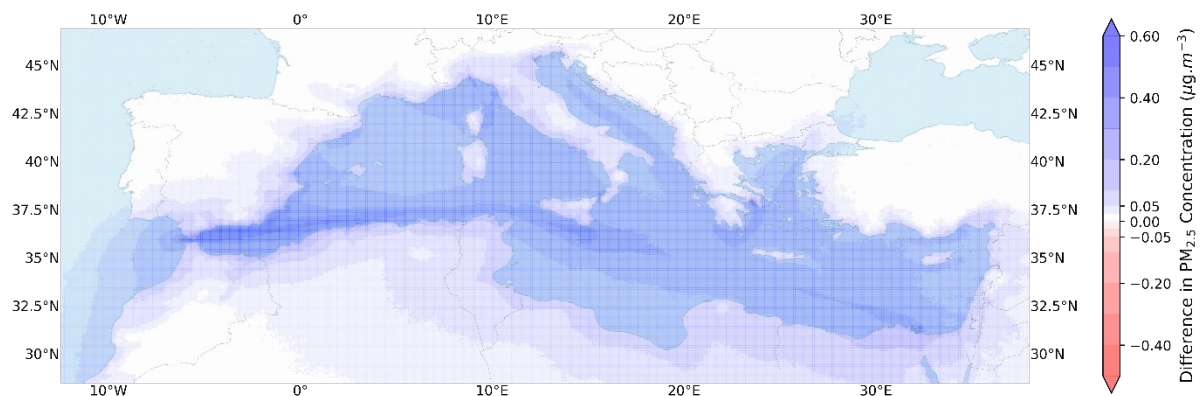 10°W 0° 10°E 20°E 30°E
45°N 45°N
42.5°N 42.5°N
40°N 40°N
37.5°N 37.5°N
35°N 35°N
32.5°N 32.5°N
30°N 30°N
10°W 0° 10°E 20°E 30°E
0.60
0.40
0.20
0.05
0.00
−0.05
−0.20
−0.40
Difference in PM2.5 Concentration (μg.m−3)